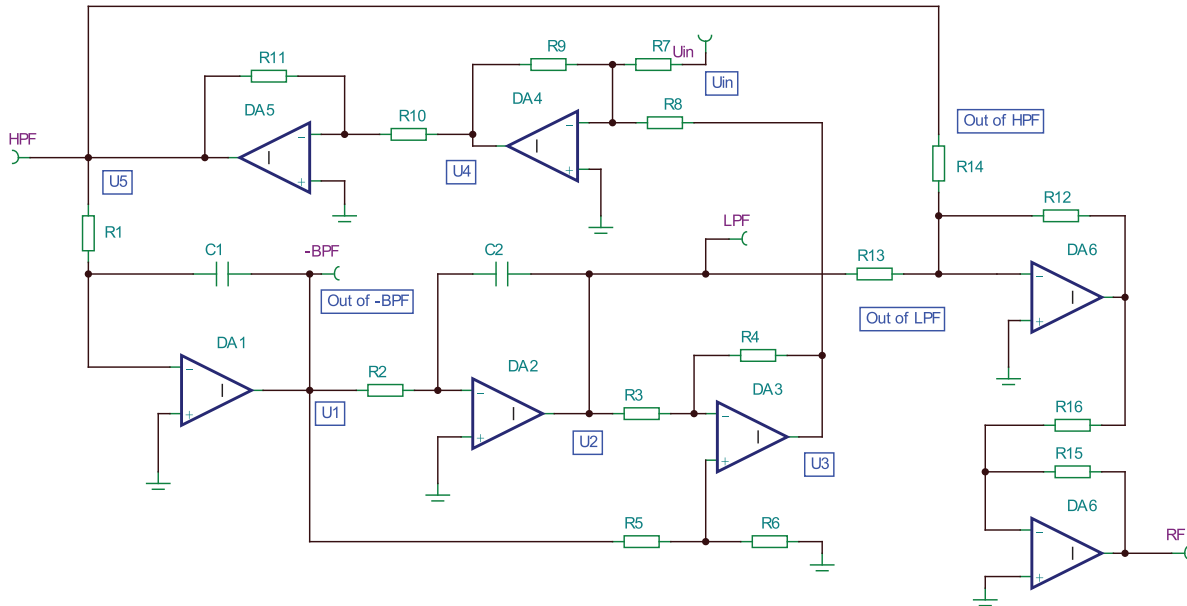 R9
R7
Uin
Uin
R11
DA5
DA4
R10
R8
HPF
U5
U4
Out of HPF
R14
R1
C1
-BPF
Out of -BPF
C2
LPF
R12
DA6
R13
Out of LPF
DA1
R2
DA2
R4
DA3
R3
U1
U2
U3
R16
R15
DA6
R5
R6
RF